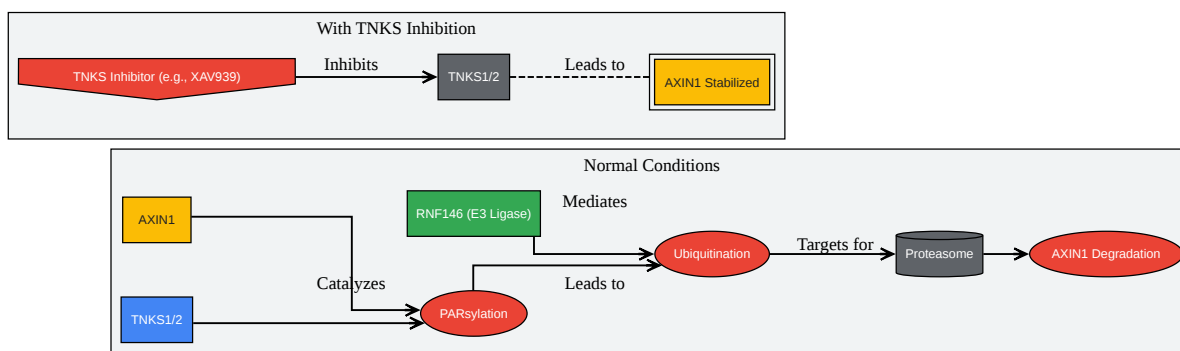 With TNKS Inhibition
TNKS Inhibitor (e.g., XAV939)
Inhibits
TNKS1/2
Leads to
AXIN1 Stabilized
Normal Conditions
AXIN1
RNF146 (E3 Ligase)
Mediates
Ubiquitination
Targets for
Proteasome
AXIN1 Degradation
Catalyzes
Leads to
TNKS1/2
PARsylation